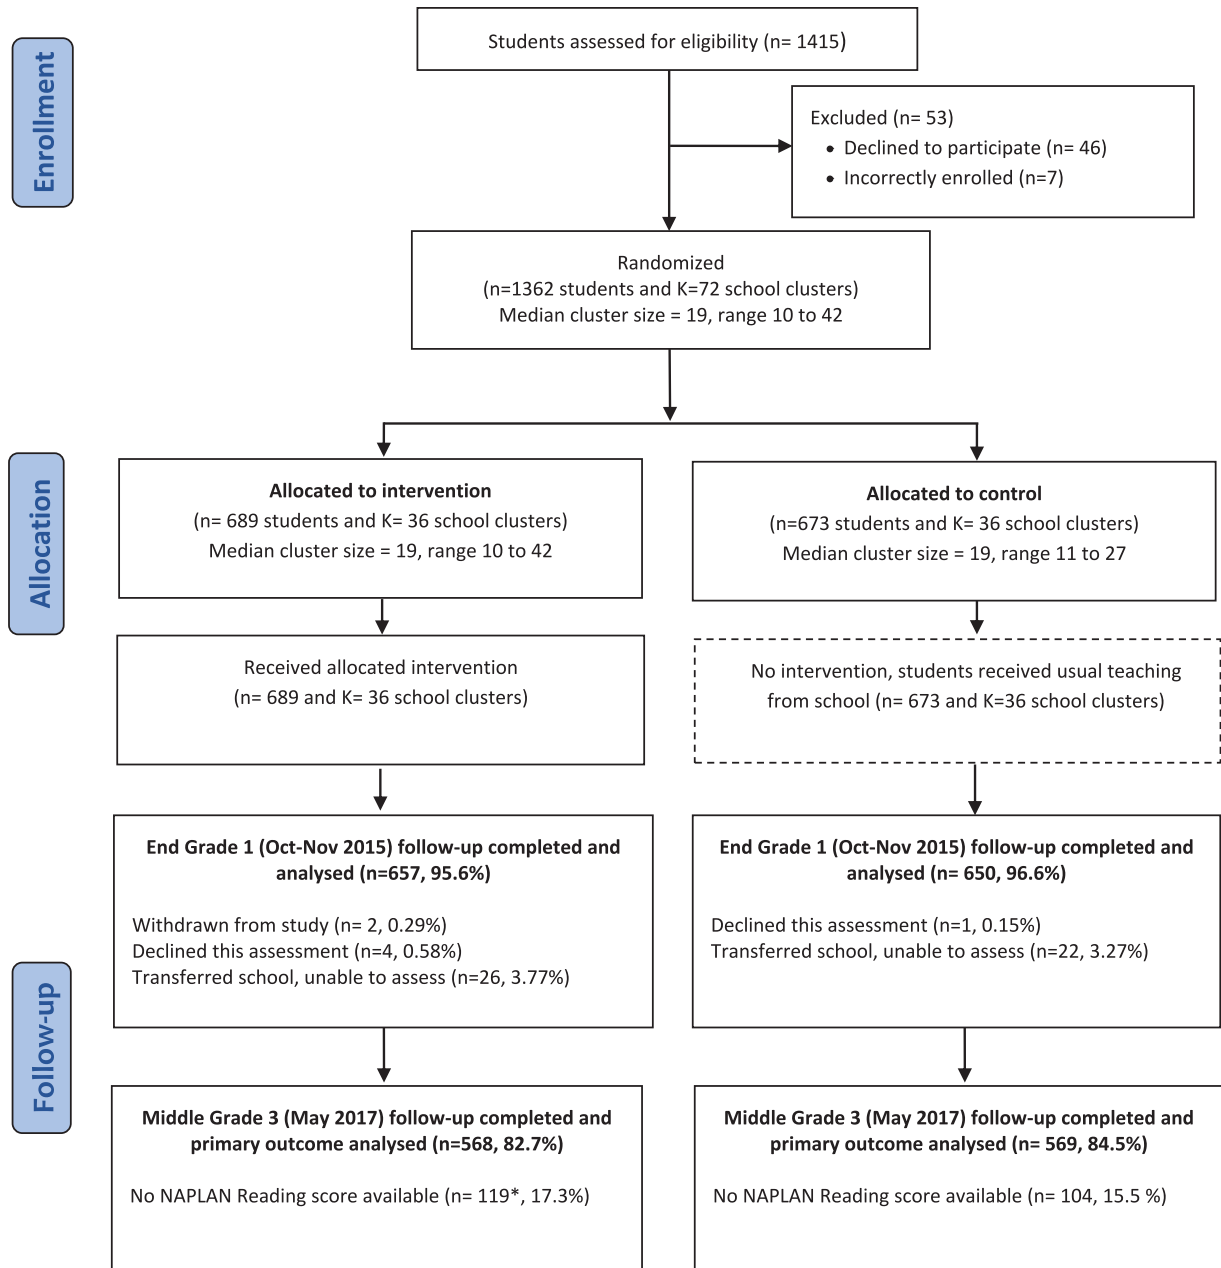 Enrollment
Students assessed for eligibility (n= 1415)
Excluded (n= 53)
• Declined to participate (n= 46)
• Incorrectly enrolled (n=7)
Randomized
(n=1362 students and K=72 school clusters)
Median cluster size = 19, range 10 to 42
Allocation
Allocated to intervention
(n= 689 students and K= 36 school clusters)
Median cluster size = 19, range 10 to 42
Allocated to control
(n=673 students and K= 36 school clusters)
Median cluster size = 19, range 11 to 27
Received allocated intervention
(n= 689 and K= 36 school clusters)
No intervention, students received usual teaching
from school (n= 673 and K=36 school clusters)
Follow-up
End Grade 1 (Oct-Nov 2015) follow-up completed and
analysed (n=657, 95.6%)
Withdrawn from study (n= 2, 0.29%)
Declined this assessment (n=4, 0.58%)
Transferred school, unable to assess (n=26, 3.77%)
End Grade 1 (Oct-Nov 2015) follow-up completed and
analysed (n= 650, 96.6%)
Declined this assessment (n=1, 0.15%)
Transferred school, unable to assess (n=22, 3.27%)
Middle Grade 3 (May 2017) follow-up completed and
primary outcome analysed (n=568, 82.7%)
No NAPLAN Reading score available (n= 119*, 17.3%)
Middle Grade 3 (May 2017) follow-up completed and
primary outcome analysed (n= 569, 84.5%)
No NAPLAN Reading score available (n= 104, 15.5 %)